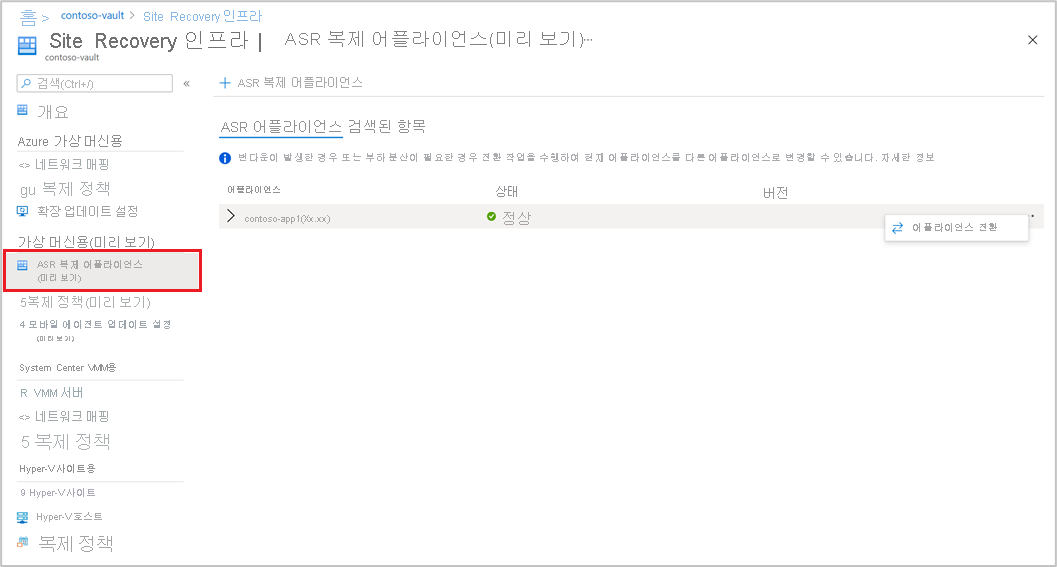 홈 > contoso-vault > Site Recovery 인프라
Site Recovery 인프라 | ASR 복제 어플라이언스(미리 보기)···
contoso-vault
검색(Ctrl+/) «
+ ASR 복제 어플라이언스
개요
Azure 가상 머신용
<> 네트워크 매핑
gu 복제 정책
확장 업데이트 설정
가상 머신용(미리 보기)
ASR 복제 어플라이언스
(미리 보기)
5복제 정책(미리 보기)
4 모바일 에이전트 업데이트 설정
(미리 보기)
System Center VMM용
R VMM 서버
<> 네트워크 매핑
5 복제 정책
Hyper-V사이트용
9 Hyper-V사이트
Hyper-V호스트
복제 정책
ASR 어플라이언스 검색된 항목
번다운이 발생한 경우 또는 부하 분산이 필요한 경우 전환 작업을 수행하여 현재 어플라이언스를 다른 어플라이언스로 변경할 수 있습니다. 자세한 정보
어플라이언스 상태 버전
contoso-app1(Xx.xx) 정상
어플라이언스 전환